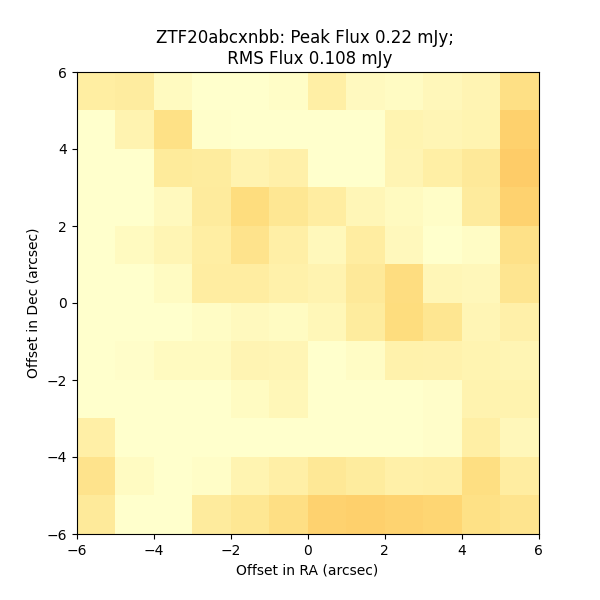 ZTF20abcxnbb: Peak Flux 0.22 mJy;
RMS Flux 0.108 mJy
6
4
2
0
−2
−4
−6
Offset in Dec (arcsec)
−6 −4 −2 0 2 4 6
Offset in RA (arcsec)